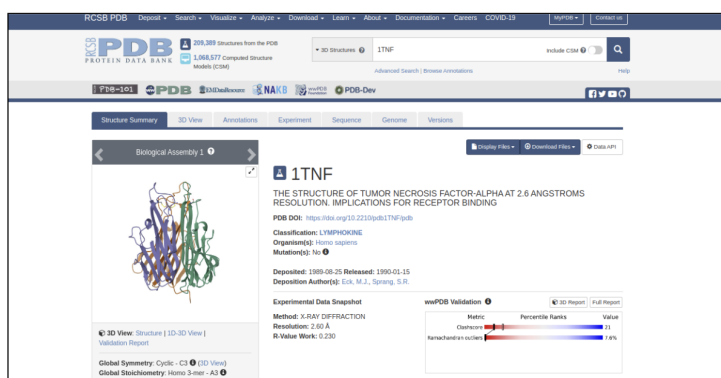 RCSB PDB Deposit Search Visualize Analyze Download Learn About Documentation Careers COVID-19 MyPDB Contact us
RCSB PDB
PROTEIN DATA BANK
209,389 Structures from the PDB
1,068,577 Computed Structure Models (CSM)
3D Structures 1TNF Include CSM
Advanced Search | Browse Annotations Help
PDB-101 PDB EMDataResource NAKB wwPDB Foundation PDB-Dev
Structure Summary 3D View Annotations Experiment Sequence Genome Versions
Biological Assembly 1
Display Files Download Files Data API
1TNF
THE STRUCTURE OF TUMOR NECROSIS FACTOR-ALPHA AT 2.6 ANGSTROMS
RESOLUTION. IMPLICATIONS FOR RECEPTOR BINDING
PDB DOI: https://doi.org/10.2210/pdb1TNF/pdb
Classification: LYMPHOKINE
Organism(s): Homo sapiens
Mutation(s): No
Deposited: 1989-08-25 Released: 1990-01-15
Deposition Author(s): Eck, M.J., Sprang, S.R.
Experimental Data Snapshot
Method: X-RAY DIFFRACTION
Resolution: 2.60 Å
R-Value Work: 0.230
wwPDB Validation 3D Report Full Report
Metric Percentile Ranks Value
Clashscore 21
Ramachandran outliers 7.6%
3D View: Structure | 1D-3D View |
Validation Report
Global Symmetry: Cyclic - C3 (3D View)
Global Stoichiometry: Homo 3-mer - A3